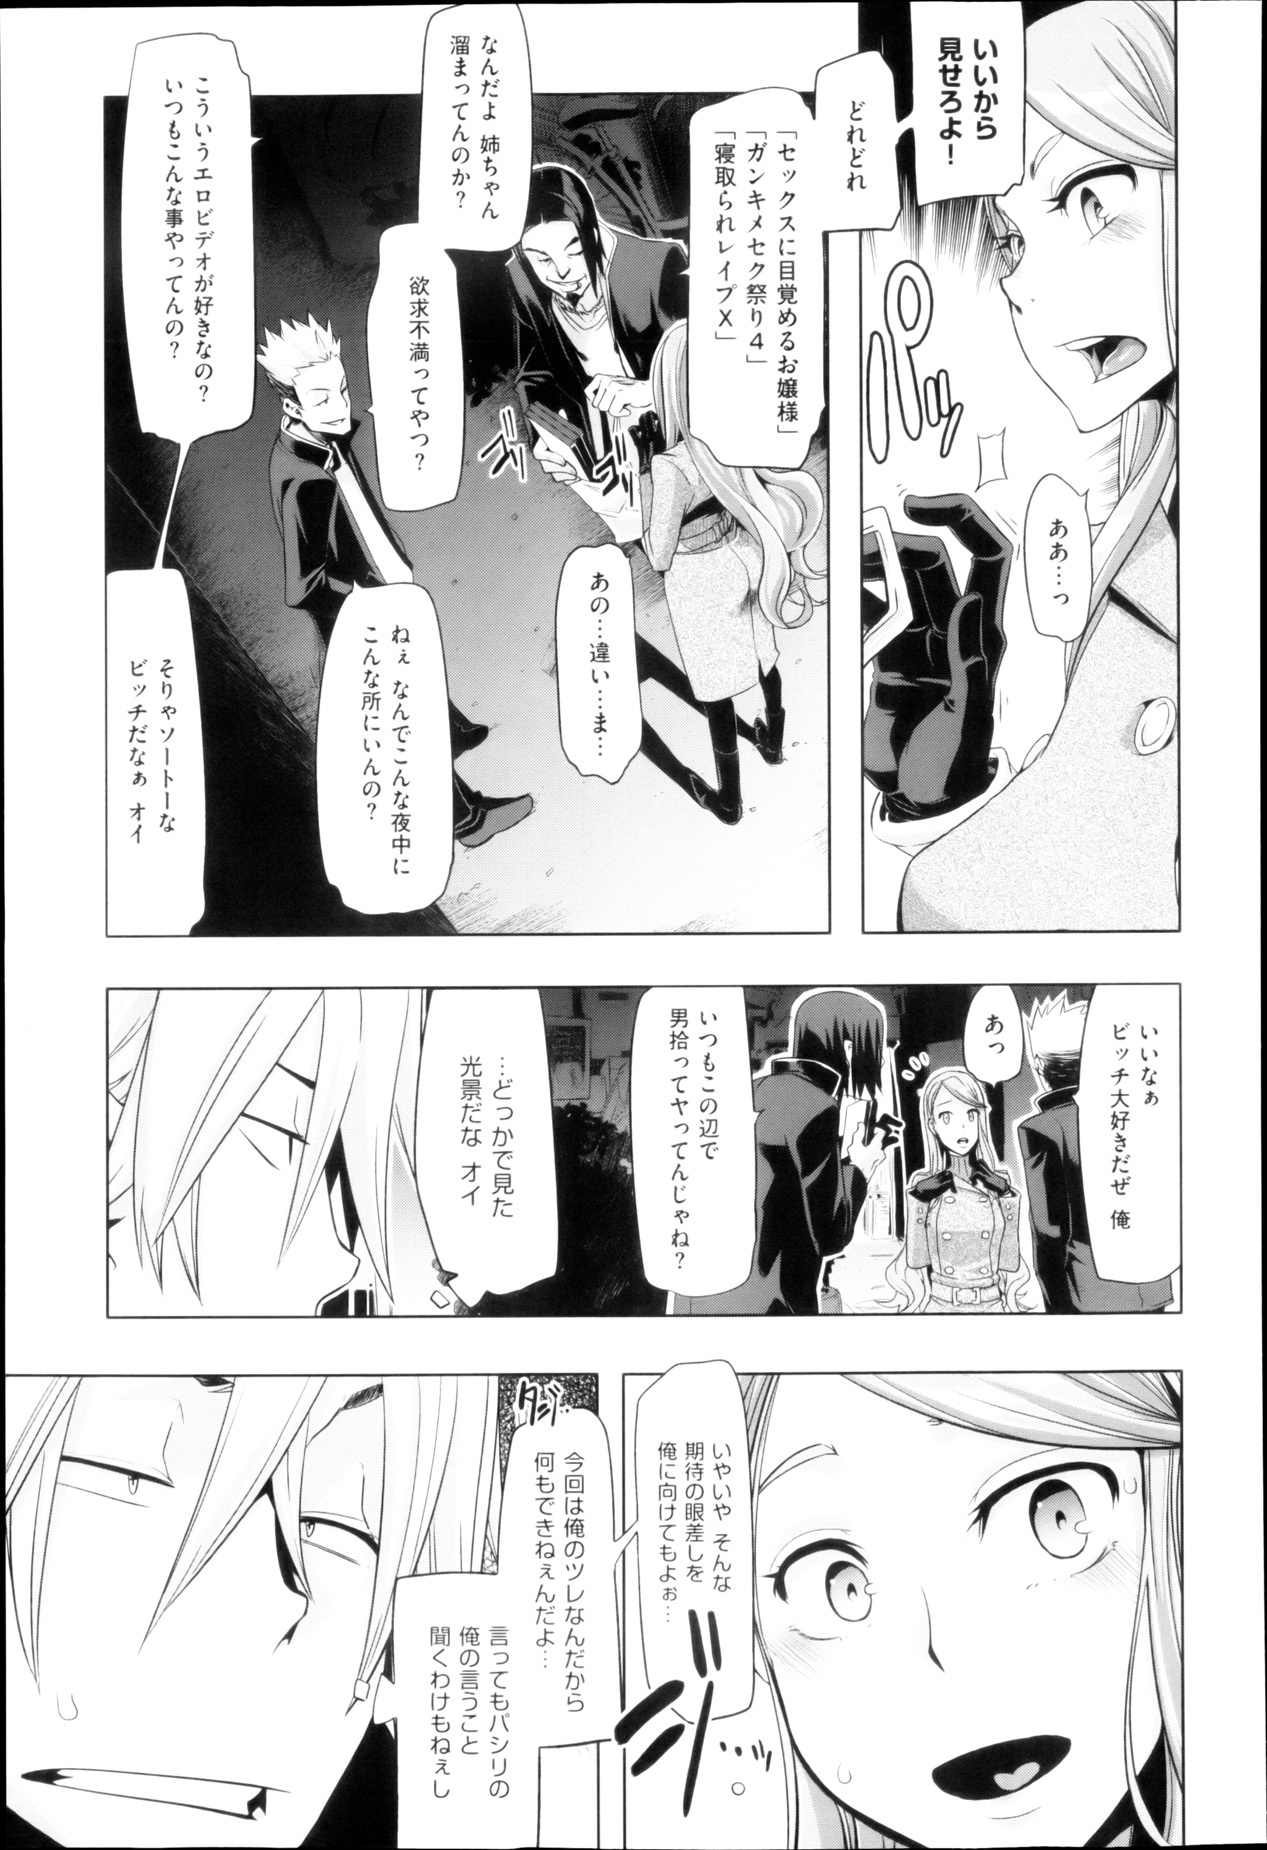 いいから
見せろよ！
パッ
ああ…っ
どれどれ
「セックスに目覚めるお嬢様」
「ガンキメセク祭り４」
「寝取られレイプＸ」
なんだよ 姉ちゃん
溜まってんのか？
欲求不満ってやつ？
あの…違い…ま…
こういうエロビデオが好きなの？
いつもこんな事やってんの？
ねぇ なんでこんな夜中に
こんな所にいんの？
そりゃソートーな
ビッチだなぁ オイ
いいなぁ
ビッチ大好きだぜ 俺
あっ
いつもこの辺で
男拾ってヤってんじゃね？
…どっかで見た
光景だな オイ
いやいや そんな
期待の眼差しを
俺に向けてもよぉ…
タジ…
今回は俺のツレなんだから
何もできねぇんだよ…
言ってもパシリの
俺の言うこと
聞くわけもねぇし